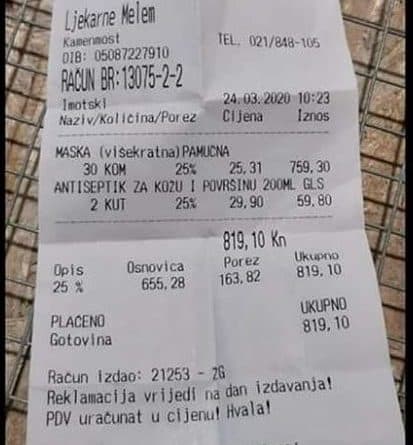 Ljekarne Melem
Kamenmost TEL. 021/848-105
OIB: 05087227910
RAČUN BR:13075-2-2
Imotski 24.03.2020 10:23
Naziv/Količina/Porez Cijena Iznos
MASKA (višekratna)PAMUČNA
30 KOM 25% 25,31 759,30
ANTISEPTIK ZA KOŽU I POVRŠINU 200ML GLS
2 KUT 25% 29,90 59,80
819,10 Kn
Opis Osnovica Porez Ukupno
25 % 655,28 163,82 819,10
UKUPNO
PLAĆENO 819,10
Gotovina
Račun izdao: 21253 - ZG
Reklamacija vrijedi na dan izdavanja!
PDV uračunat u cijenu! Hvala!